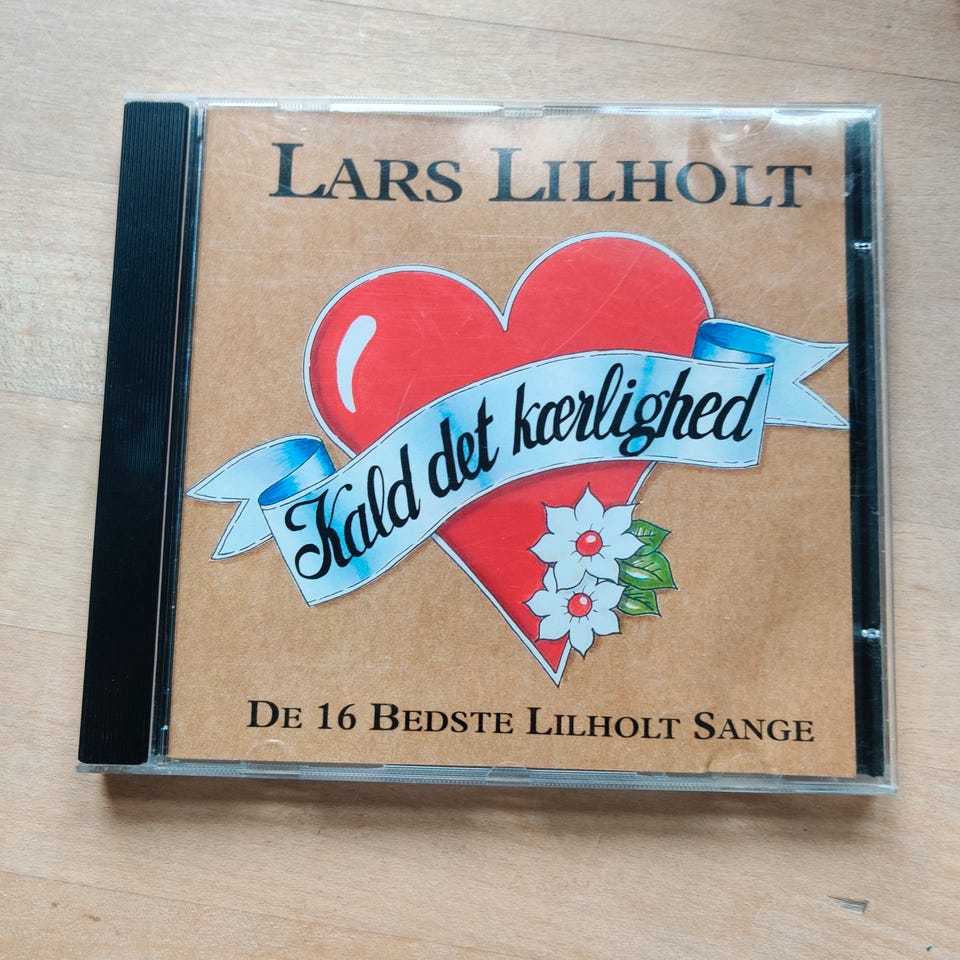 LARS LILHOLT
Kald det kærlighed
DE 16 BEDSTE LILHOLT SANGE